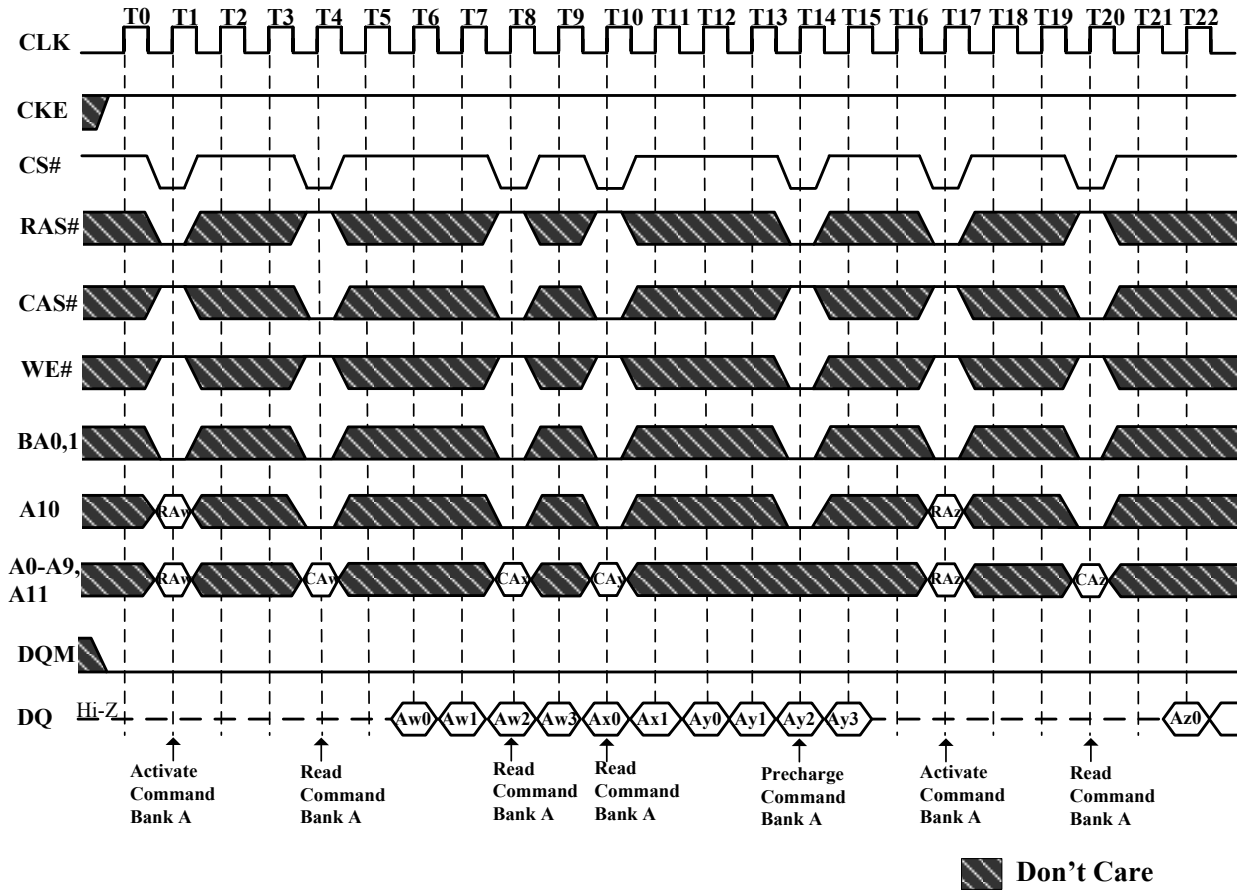 T0 T1 T2 T3 T4 T5 T6 T7 T8 T9 T10 T11 T12 T13 T14 T15 T16 T17 T18 T19 T20 T21 T22
CLK
CKE
CS#
RAS#
CAS#
WE#
BA0,1
A10 RAw RAz
A0-A9,
A11 RAw CAw CAx CAy RAz CAz
DQM
DQ Hi-Z Aw0 Aw1 Aw2 Aw3 Ax0 Ax1 Ay0 Ay1 Ay2 Ay3 Az0
Activate
Command
Bank A
Read
Command
Bank A
Read
Command
Bank A
Read
Command
Bank A
Precharge
Command
Bank A
Activate
Command
Bank A
Read
Command
Bank A
Don't Care